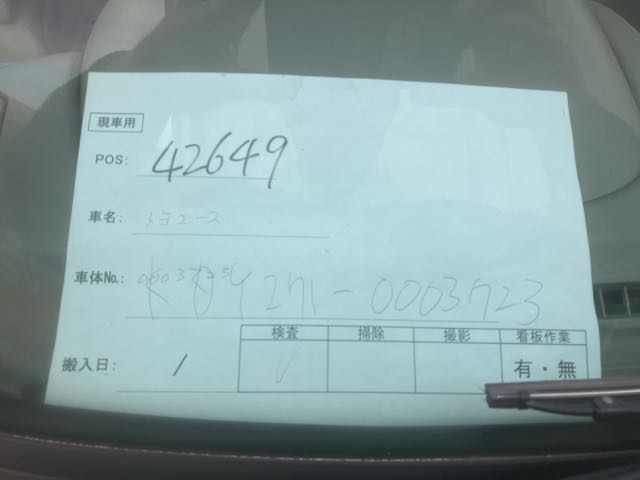 現車用
POS: 42649
車名: トヨエース
車体No.: 271-0003723
検査 掃除 撮影 看板作業
搬入日: / 有・無